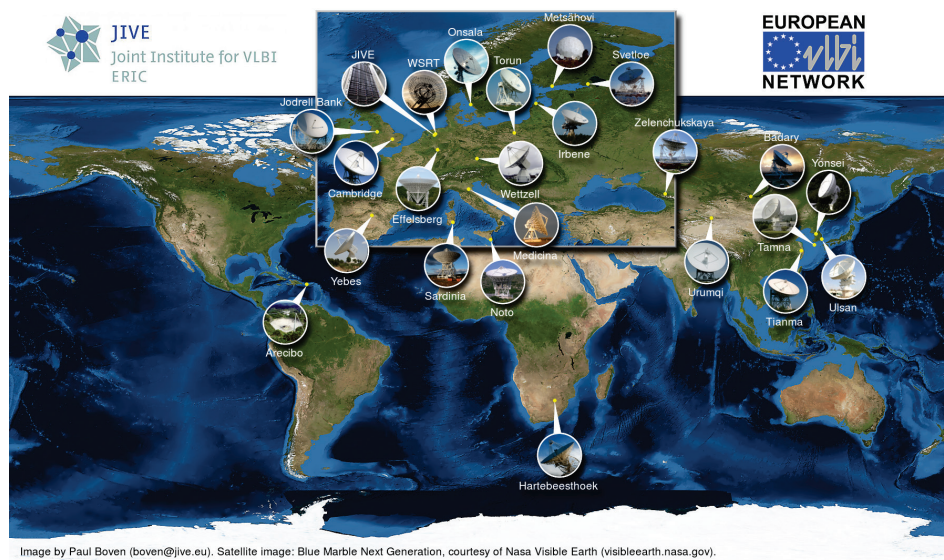 JIVE
Joint Institute for VLBI
ERIC
EUROPEAN
vlbi
NETWORK
Metsähovi
Onsala
JIVE
WSRT
Torun
Svetloe
Jodrell Bank
Zelenchukskaya
Badary
Irbene
Yonsei
Cambridge
Wettzell
Effelsberg
Tamna
Medicina
Yebes
Sardinia
Noto
Urumqi
Tianma
Ulsan
Arecibo
Hartebeesthoek
Image by Paul Boven (boven@jive.eu). Satellite image: Blue Marble Next Generation, courtesy of Nasa Visible Earth (visibleearth.nasa.gov).